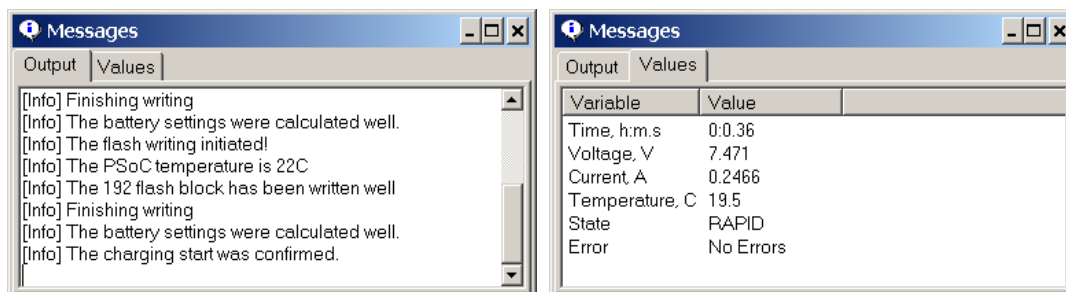 Messages
Output Values
[Info] Finishing writing
[Info] The battery settings were calculated well.
[Info] The flash writing initiated!
[Info] The PSoC temperature is 22C
[Info] The 192 flash block has been written well
[Info] Finishing writing
[Info] The battery settings were calculated well.
[Info] The charging start was confirmed.
Messages
Output Values
Variable Value
Time, h:m.s 0:0.36
Voltage, V 7.471
Current, A 0.2466
Temperature, C 19.5
State RAPID
Error No Errors